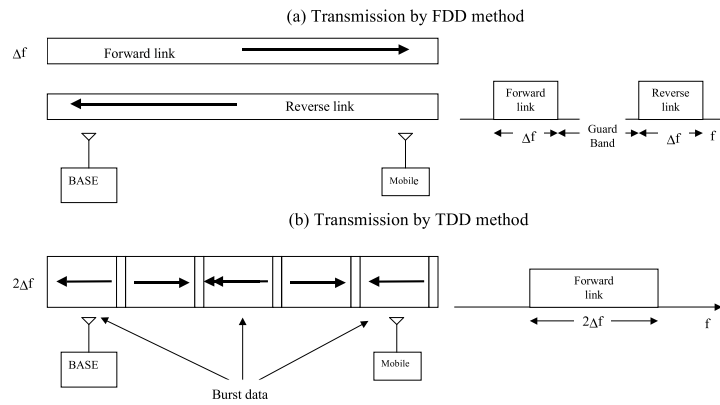 (a) Transmission by FDD method
Δf
Forward link
Reverse link
Forward
link
Reverse
link
Δf
Guard
Band
Δf
f
BASE
Mobile
(b) Transmission by TDD method
2Δf
Forward
link
2Δf
f
BASE
Mobile
Burst data